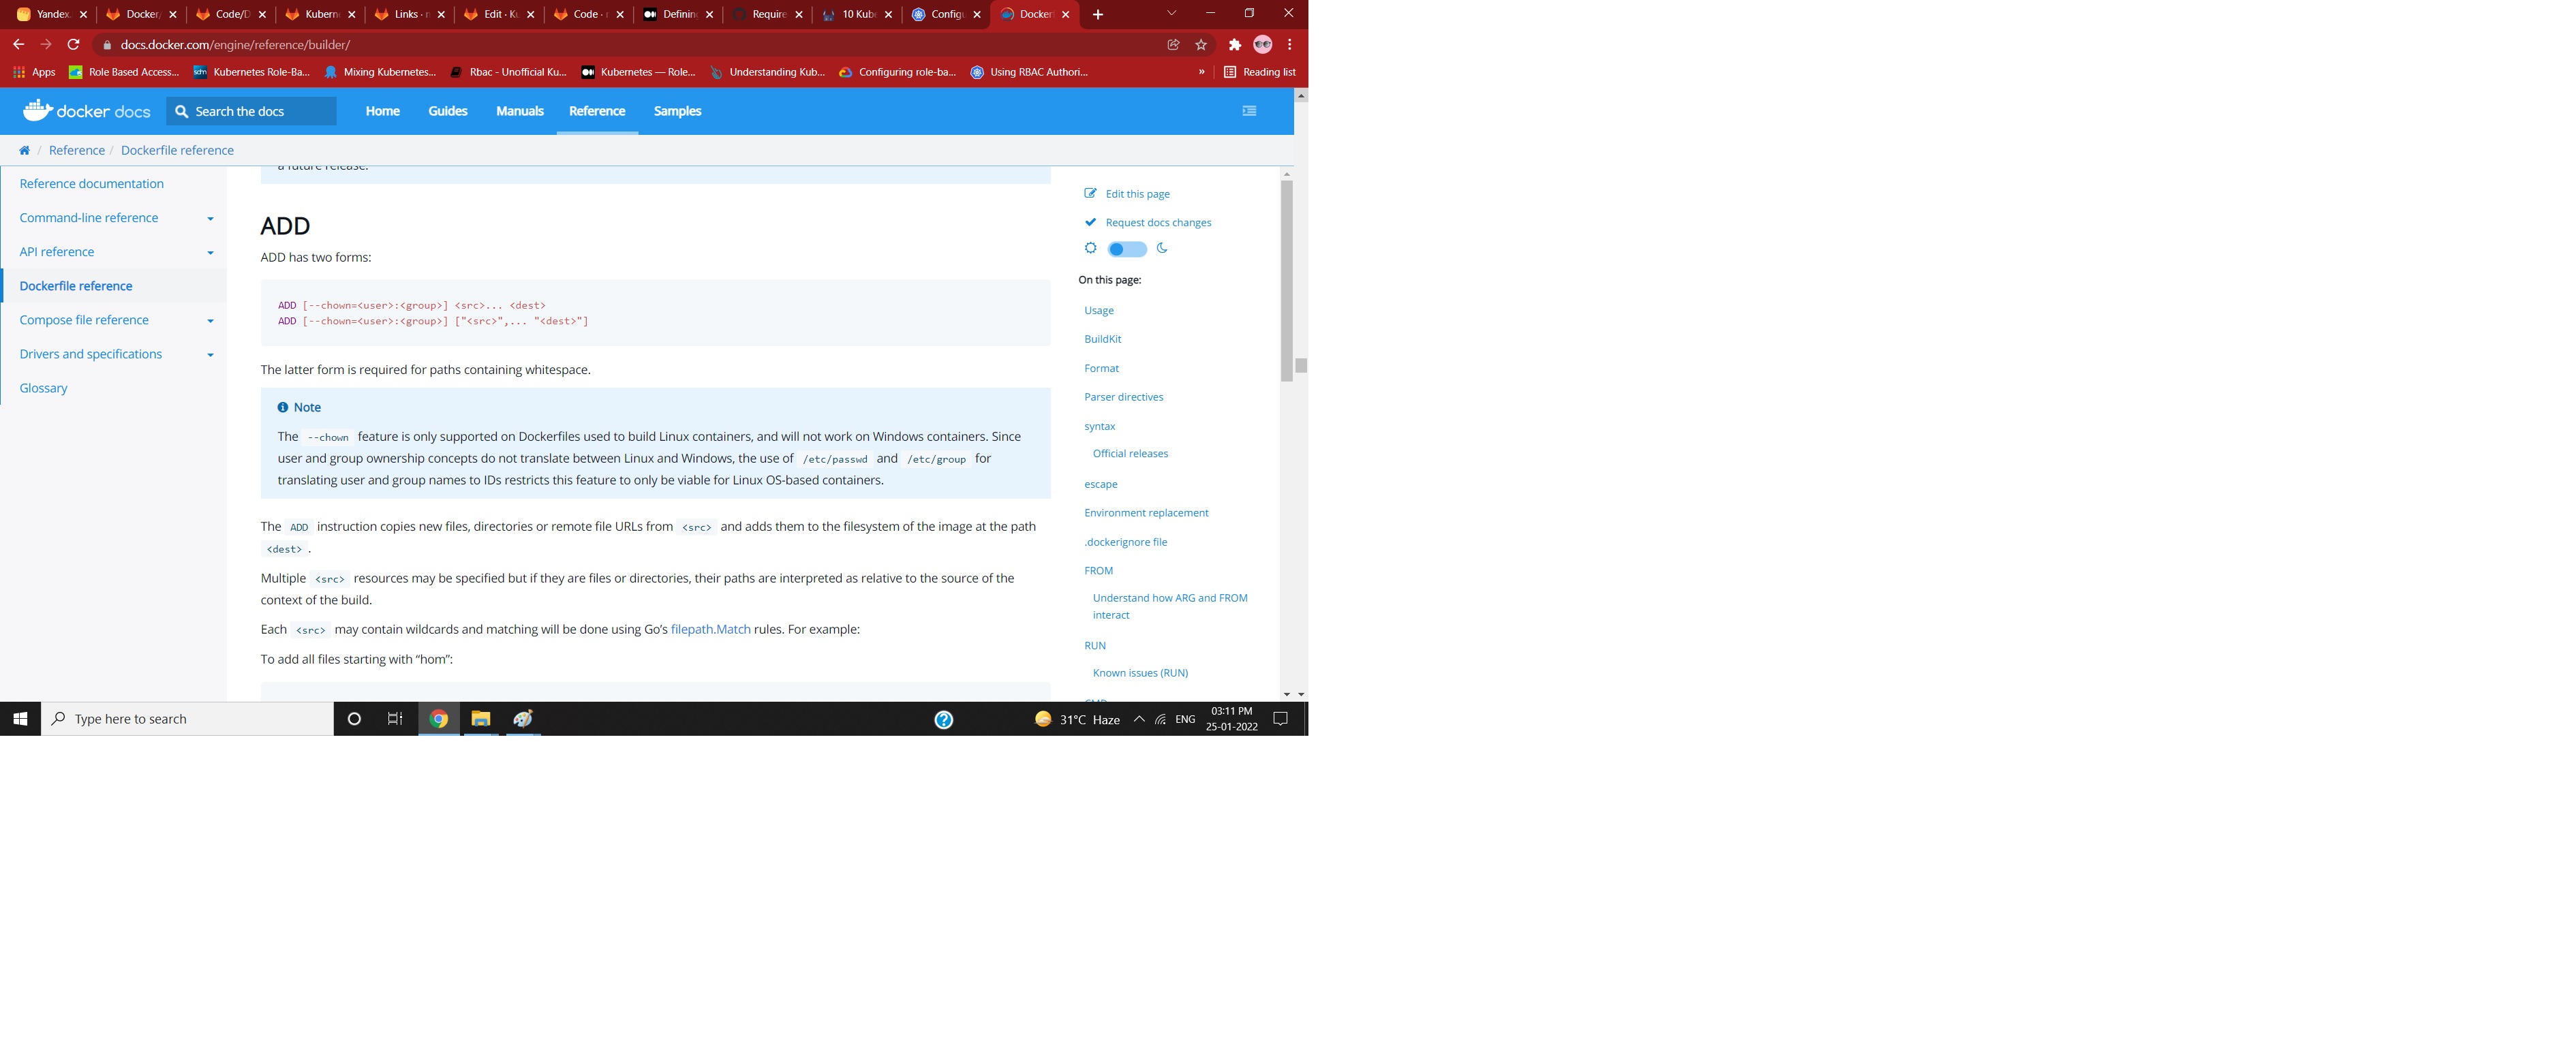 Yandex.
Docker/
Code/D
Kuberne
Links · n
Edit · Ku
Code · r
Defining
Require
10 Kube
Configu
Docker
docs.docker.com/engine/reference/builder/
Apps
Role Based Access...
Kubernetes Role-Ba...
Mixing Kubernetes...
Rbac - Unofficial Ku...
Kubernetes — Role...
Understanding Kub...
Configuring role-ba...
Using RBAC Authori...
»
Reading list
docker docs
Search the docs
Home
Guides
Manuals
Reference
Samples
/ Reference / Dockerfile reference
Reference documentation
Command-line reference
API reference
Dockerfile reference
Compose file reference
Drivers and specifications
Glossary
a future release.
ADD
ADD has two forms:
ADD [--chown=<user>:<group>] <src>... <dest>
ADD [--chown=<user>:<group>] ["<src>",... "<dest>"]
The latter form is required for paths containing whitespace.
Note
The --chown feature is only supported on Dockerfiles used to build Linux containers, and will not work on Windows containers. Since
user and group ownership concepts do not translate between Linux and Windows, the use of /etc/passwd and /etc/group for
translating user and group names to IDs restricts this feature to only be viable for Linux OS-based containers.
The ADD instruction copies new files, directories or remote file URLs from <src> and adds them to the filesystem of the image at the path
<dest> .
Multiple <src> resources may be specified but if they are files or directories, their paths are interpreted as relative to the source of the
context of the build.
Each <src> may contain wildcards and matching will be done using Go’s filepath.Match rules. For example:
To add all files starting with “hom”:
Edit this page
Request docs changes
On this page:
Usage
BuildKit
Format
Parser directives
syntax
Official releases
escape
Environment replacement
.dockerignore file
FROM
Understand how ARG and FROM
interact
RUN
Known issues (RUN)
CMD
Type here to search
31°C Haze
ENG
03:11 PM
25-01-2022